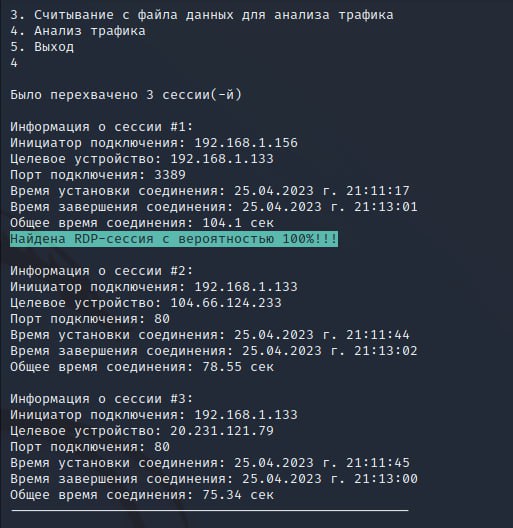 3. Считывание с файла данных для анализа трафика
4. Анализ трафика
5. Выход
4
Было перехвачено 3 сессии(-й)
Информация о сессии #1:
Инициатор подключения: 192.168.1.156
Целевое устройство: 192.168.1.133
Порт подключения: 3389
Время установки соединения: 25.04.2023 г. 21:11:17
Время завершения соединения: 25.04.2023 г. 21:13:01
Общее время соединения: 104.1 сек
Найдена RDP-сессия с вероятностью 100%!!!
Информация о сессии #2:
Инициатор подключения: 192.168.1.133
Целевое устройство: 104.66.124.233
Порт подключения: 80
Время установки соединения: 25.04.2023 г. 21:11:44
Время завершения соединения: 25.04.2023 г. 21:13:02
Общее время соединения: 78.55 сек
Информация о сессии #3:
Инициатор подключения: 192.168.1.133
Целевое устройство: 20.231.121.79
Порт подключения: 80
Время установки соединения: 25.04.2023 г. 21:11:45
Время завершения соединения: 25.04.2023 г. 21:13:00
Общее время соединения: 75.34 сек